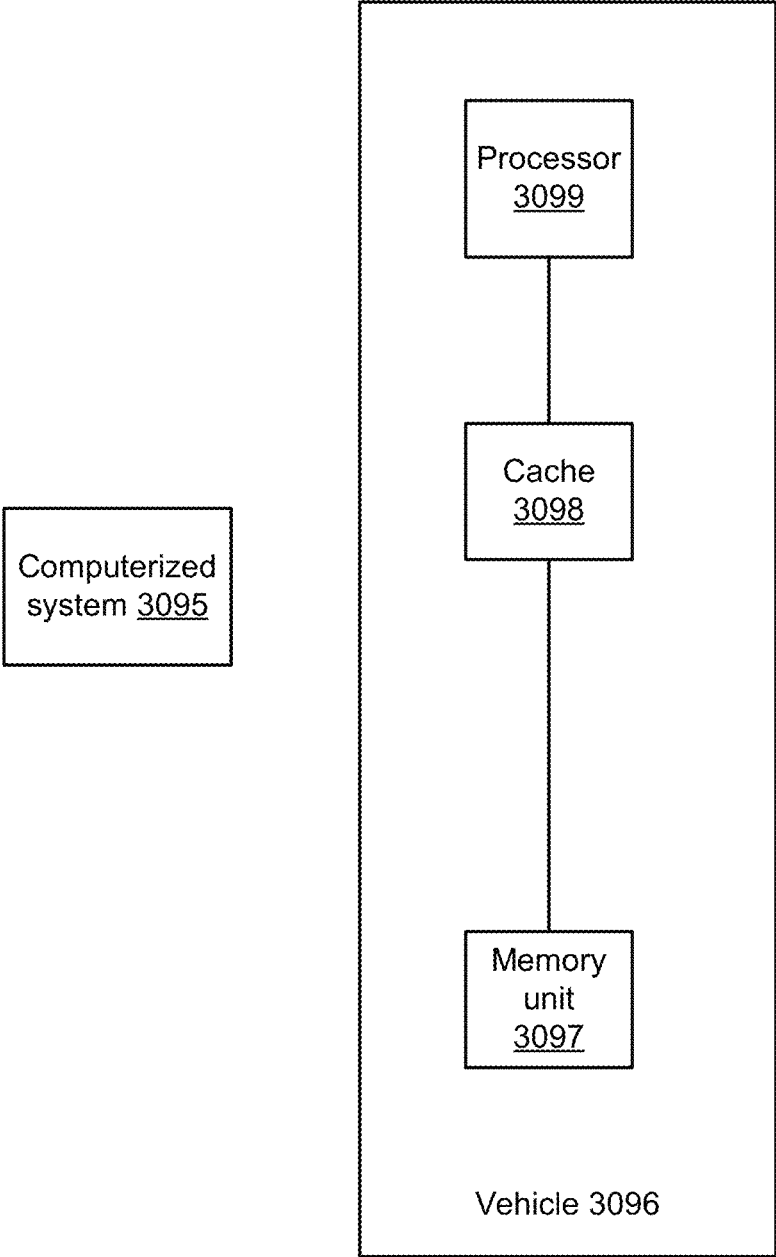 Processor
3099
Cache
3098
Computerized
system 3095
Memory
unit
3097
Vehicle 3096